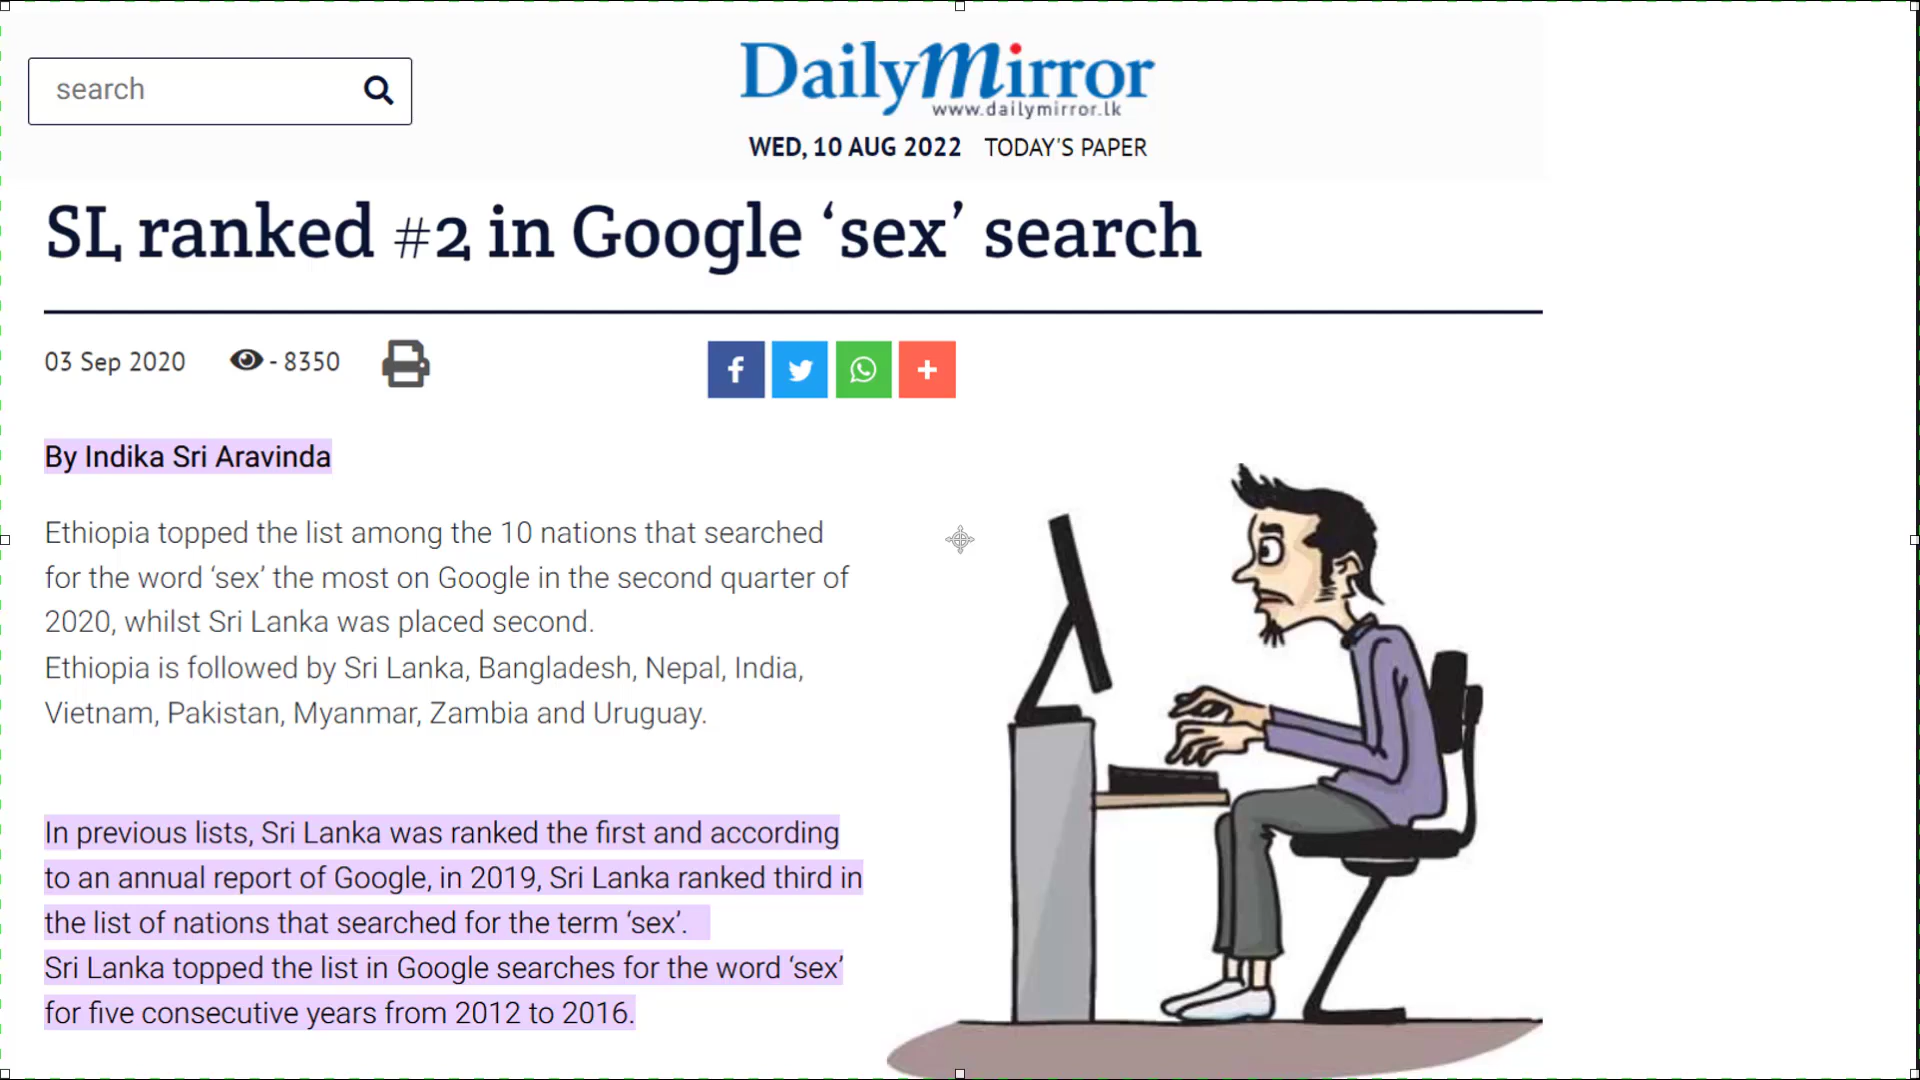 search
DailyMirror
www.dailymirror.lk
WED, 10 AUG 2022 TODAY'S PAPER
SL ranked #2 in Google ‘sex’ search
03 Sep 2020 - 8350
By Indika Sri Aravinda
Ethiopia topped the list among the 10 nations that searched
for the word ‘sex’ the most on Google in the second quarter of
2020, whilst Sri Lanka was placed second.
Ethiopia is followed by Sri Lanka, Bangladesh, Nepal, India,
Vietnam, Pakistan, Myanmar, Zambia and Uruguay.
In previous lists, Sri Lanka was ranked the first and according
to an annual report of Google, in 2019, Sri Lanka ranked third in
the list of nations that searched for the term ‘sex’.
Sri Lanka topped the list in Google searches for the word ‘sex’
for five consecutive years from 2012 to 2016.